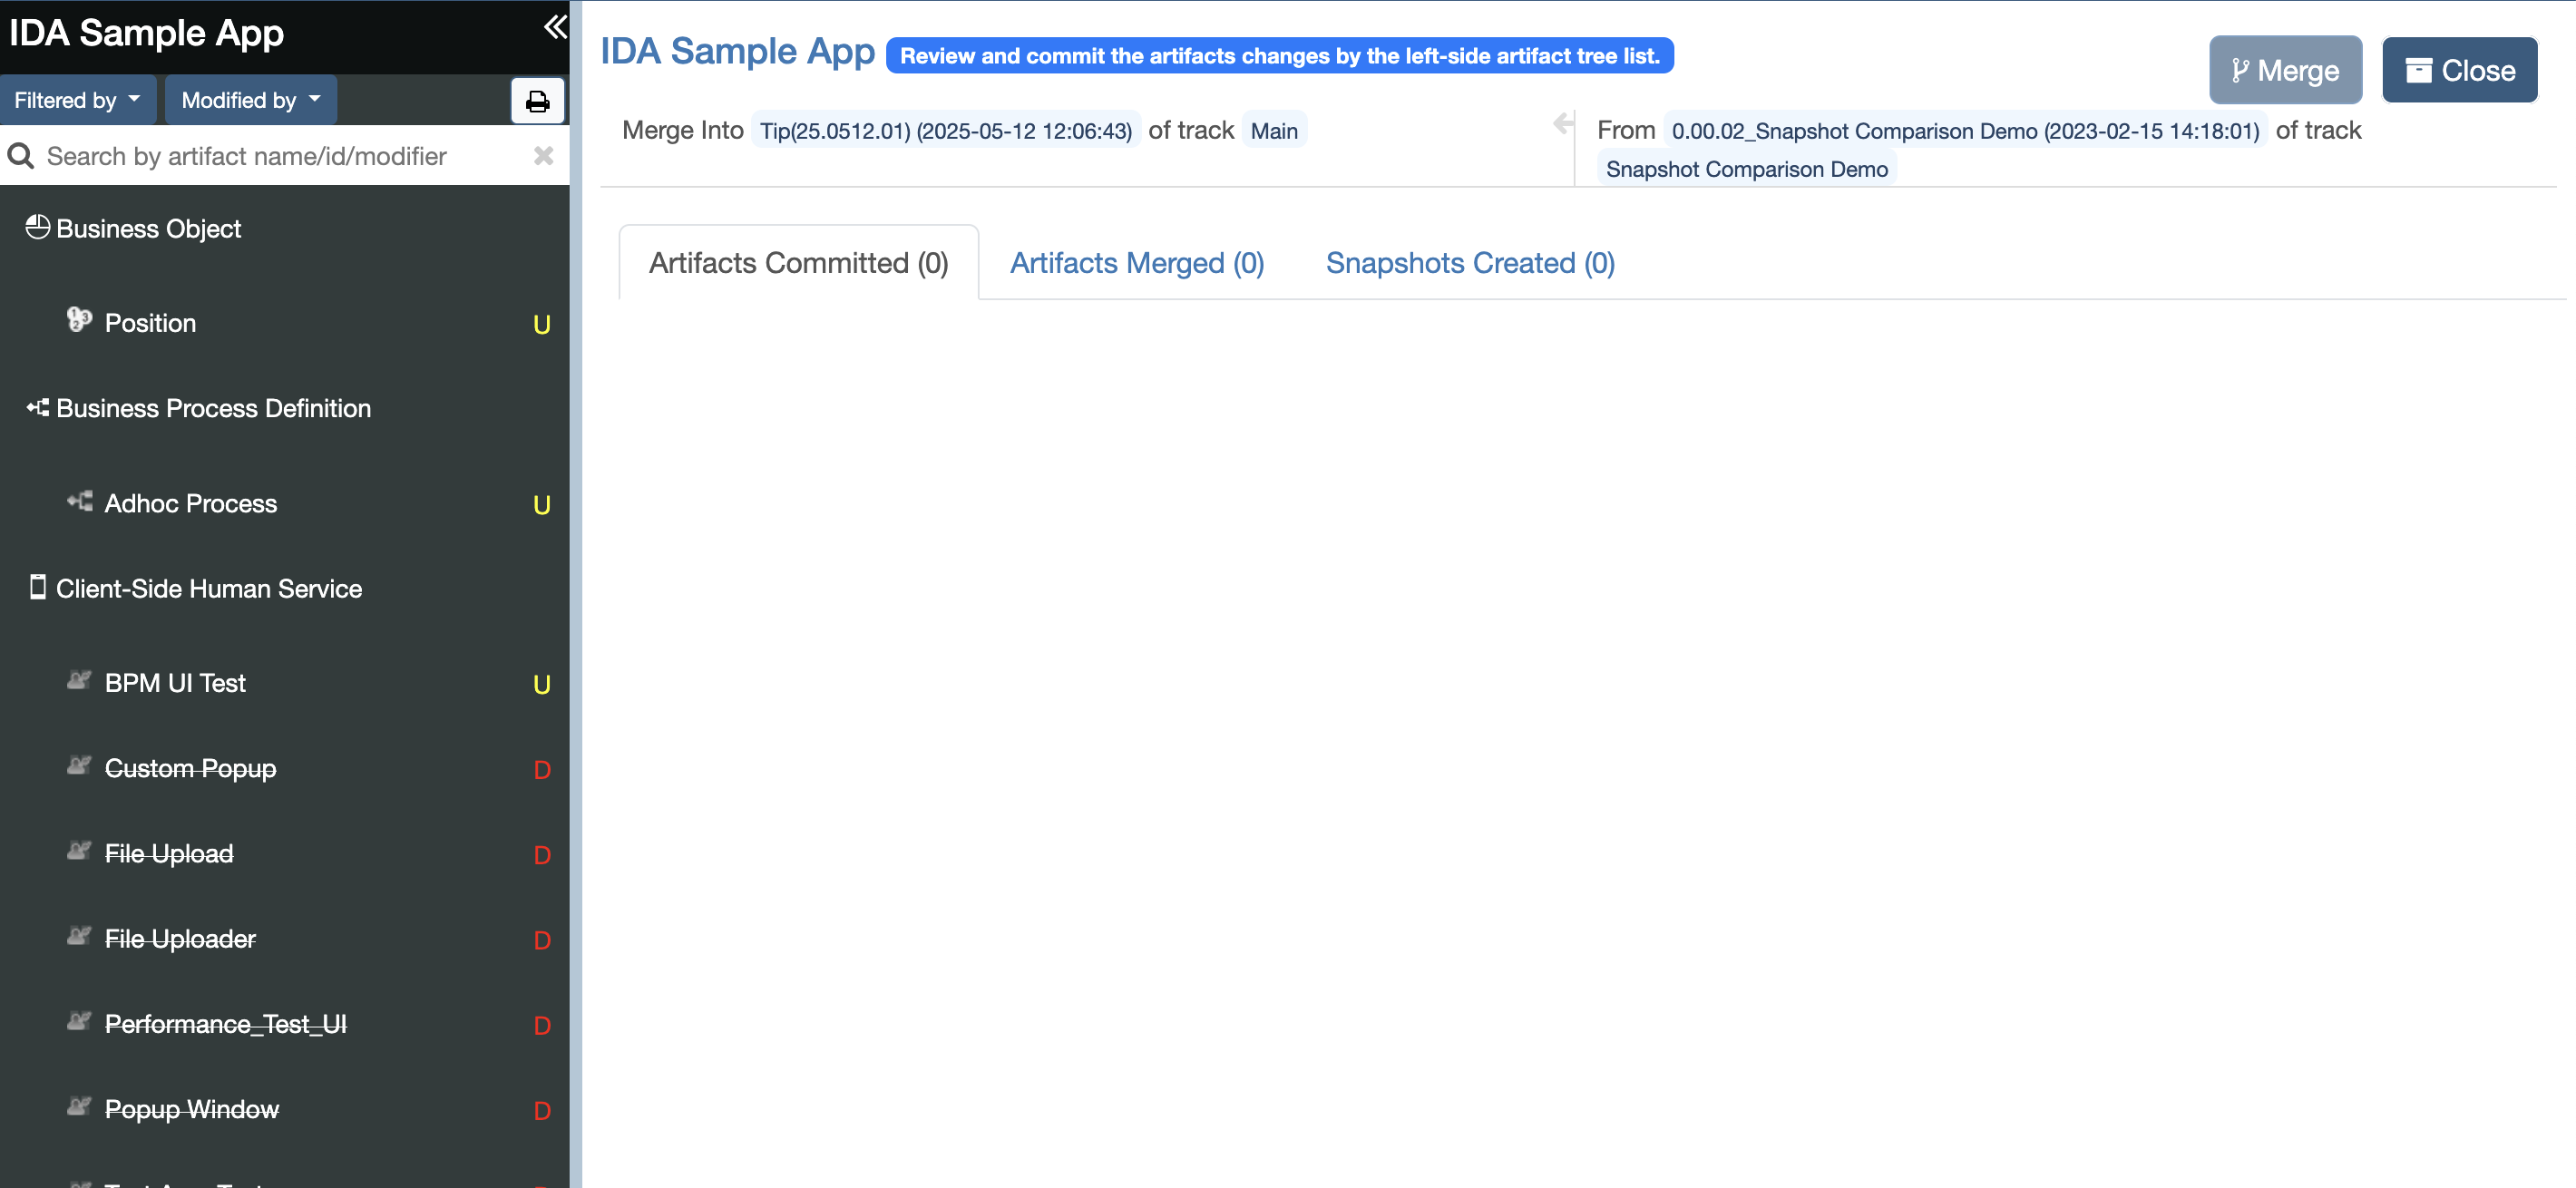 IDA Sample App
Filtered by
Modified by
Search by artifact name/id/modifier
Business Object
Position U
Business Process Definition
Adhoc Process U
Client-Side Human Service
BPM UI Test U
Custom Popup D
File Upload D
File Uploader D
Performance_Test_UI D
Popup Window D
IDA Sample App Review and commit the artifacts changes by the left-side artifact tree list.
Merge
Close
Merge Into Tip(25.0512.01) (2025-05-12 12:06:43) of track Main
From 0.00.02_Snapshot Comparison Demo (2023-02-15 14:18:01) of track
Snapshot Comparison Demo
Artifacts Committed (0)
Artifacts Merged (0)
Snapshots Created (0)